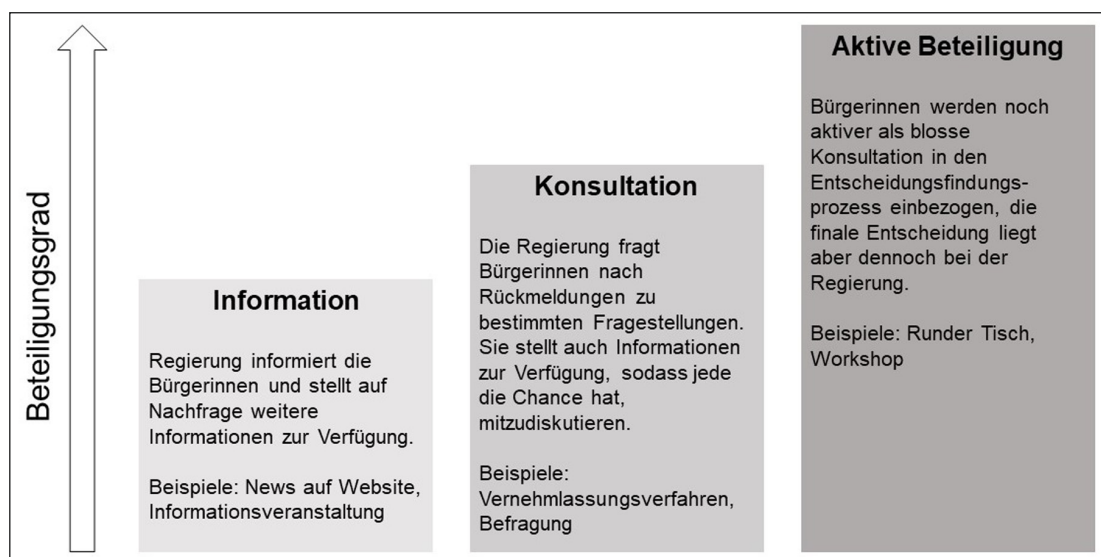 Beteiligungsgrad
Information
Regierung informiert die
Bürgerinnen und stellt auf
Nachfrage weitere
Informationen zur Verfügung.
Beispiele: News auf Website,
Informationsveranstaltung
Konsultation
Die Regierung fragt
Bürgerinnen nach
Rückmeldungen zu
bestimmten Fragestellungen.
Sie stellt auch Informationen
zur Verfügung, sodass jede
die Chance hat,
mitzudiskutieren.
Beispiele:
Vernehmlassungsverfahren,
Befragung
Aktive Beteiligung
Bürgerinnen werden noch
aktiver als blosse
Konsultation in den
Entscheidungsfindungs-
prozess einbezogen, die
finale Entscheidung liegt
aber dennoch bei der
Regierung.
Beispiele: Runder Tisch,
Workshop